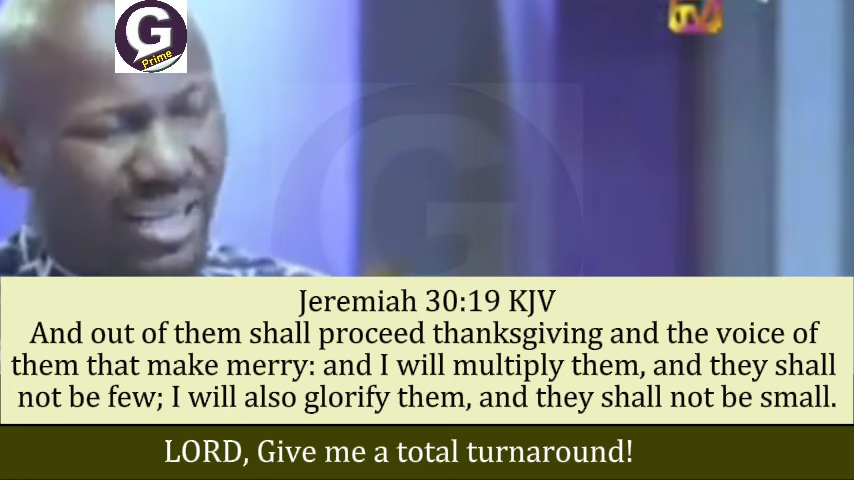 G
Prime
tv
Jeremiah 30:19 KJV
And out of them shall proceed thanksgiving and the voice of
them that make merry: and I will multiply them, and they shall
not be few; I will also glorify them, and they shall not be small.
LORD, Give me a total turnaround!